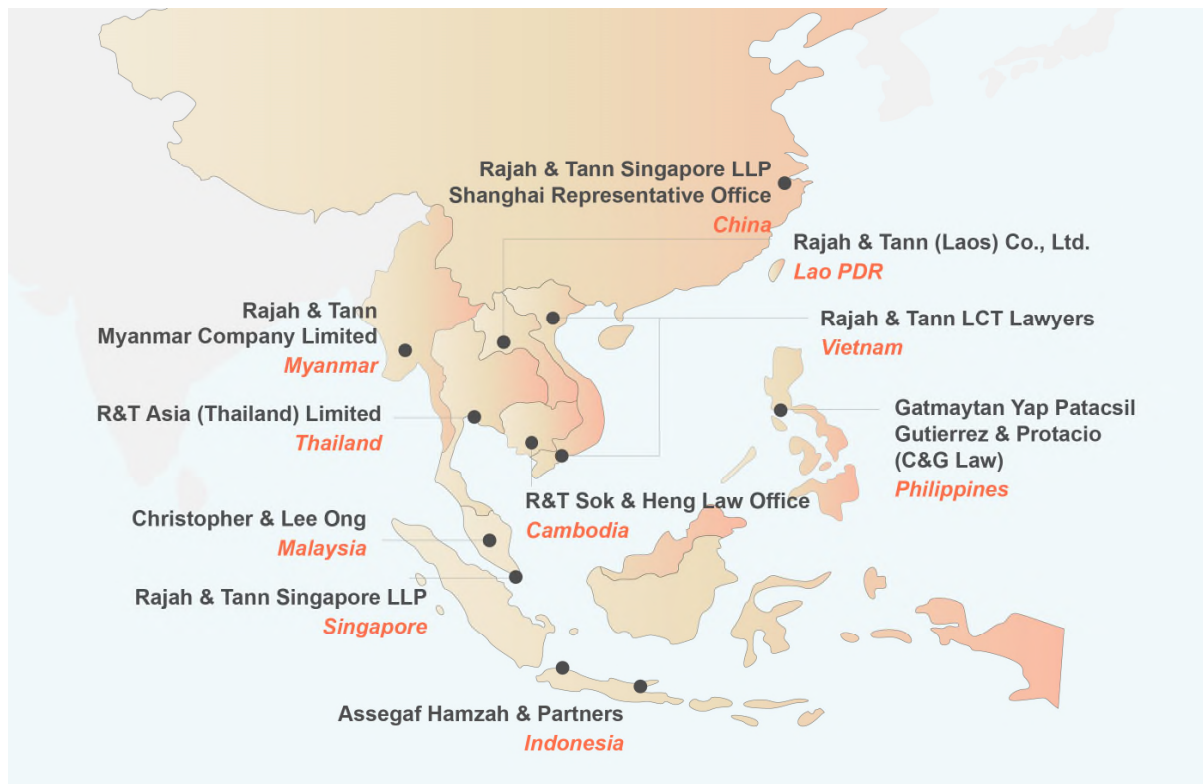 Rajah & Tann Singapore LLP
Shanghai Representative Office
China
Rajah & Tann (Laos) Co., Ltd.
Lao PDR
Rajah & Tann
Myanmar Company Limited
Myanmar
Rajah & Tann LCT Lawyers
Vietnam
R&T Asia (Thailand) Limited
Thailand
Gatmaytan Yap Patacsil
Gutierrez & Protacio
(C&G Law)
Philippines
R&T Sok & Heng Law Office
Cambodia
Christopher & Lee Ong
Malaysia
Rajah & Tann Singapore LLP
Singapore
Assegaf Hamzah & Partners
Indonesia